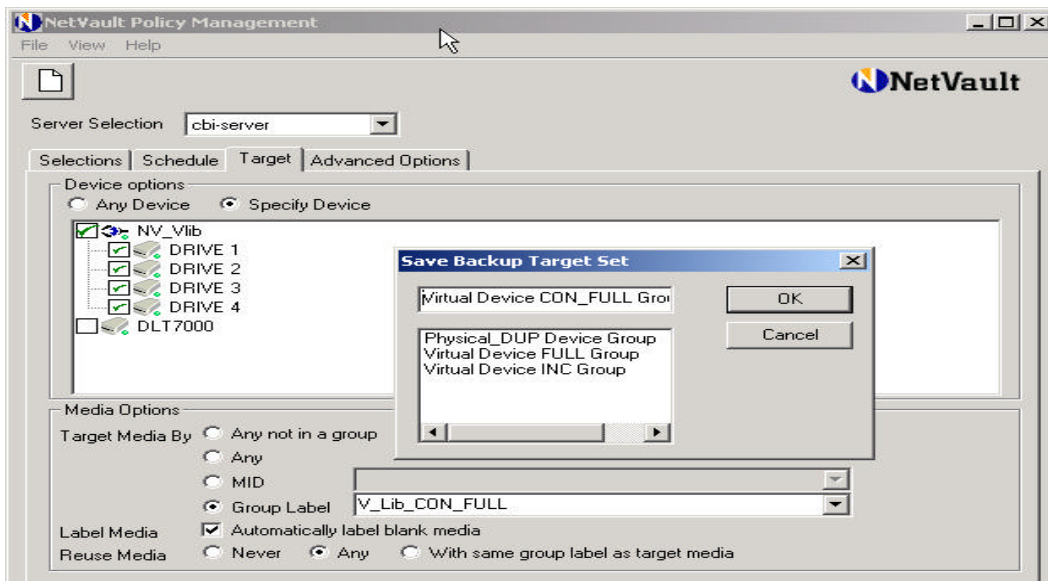 NetVault Policy Management
File View Help
NetVault
Server Selection cbi-server
Selections Schedule Target Advanced Options
Device options
Any Device Specify Device
NV_Vlib
DRIVE 1
DRIVE 2
DRIVE 3
DRIVE 4
DLT7000
Save Backup Target Set
Virtual Device CON_FULL Grou
OK
Physical_DUP Device Group
Virtual Device FULL Group
Virtual Device INC Group
Cancel
Media Options
Target Media By Any not in a group
Any
MID
Group Label V_Lib_CON_FULL
Label Media Automatically label blank media
Reuse Media Never Any With same group label as target media